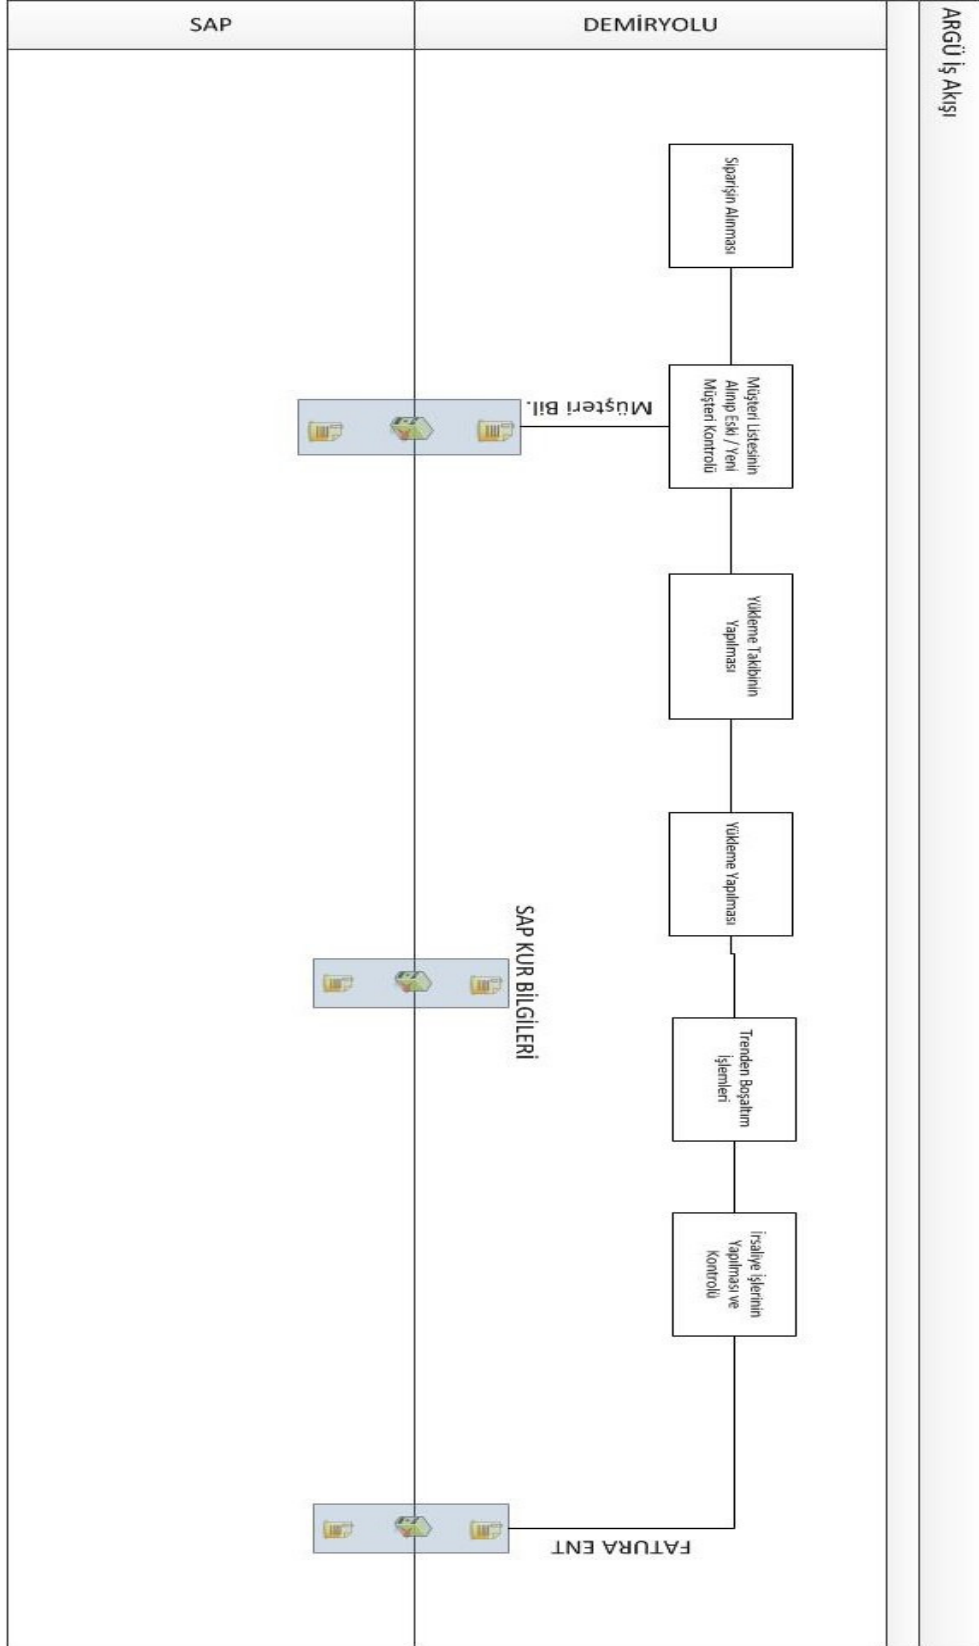 ARGÜ İş Akışı
DEMİRYOLU
SAP
Siparişin Alınması
Müşteri Listesinin
Alınıp Eski / Yeni
Müşteri Kontrolü
Müşteri Bil.
Yükleme Takibinin
Yapılması
Yükleme Yapılması
SAP KUR BİLGİLERİ
Trenden Boşaltım
İşlemleri
İrsaliye İşlerinin
Yapılması ve
Kontrolü
FATURA ENT